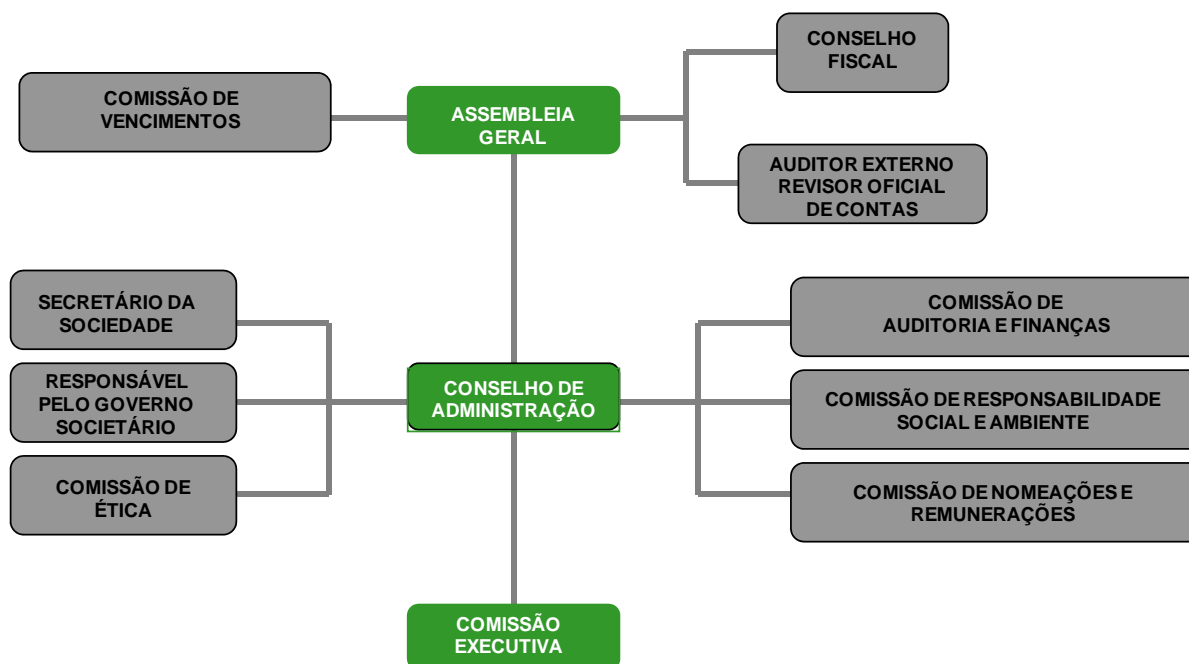 CONSELHO
FISCAL
COMISSÃO DE
VENCIMENTOS
ASSEMBLEIA
GERAL
AUDITOR EXTERNO
REVISOR OFICIAL
DE CONTAS
SECRETÁRIO DA
SOCIEDADE
COMISSÃO DE
AUDITORIA E FINANÇAS
RESPONSÁVEL
PELO GOVERNO
SOCIETÁRIO
CONSELHO DE
ADMINISTRAÇÃO
COMISSÃO DE RESPONSABILIDADE
SOCIAL E AMBIENTE
COMISSÃO DE
ÉTICA
COMISSÃO DE NOMEAÇÕES E
REMUNERAÇÕES
COMISSÃO
EXECUTIVA